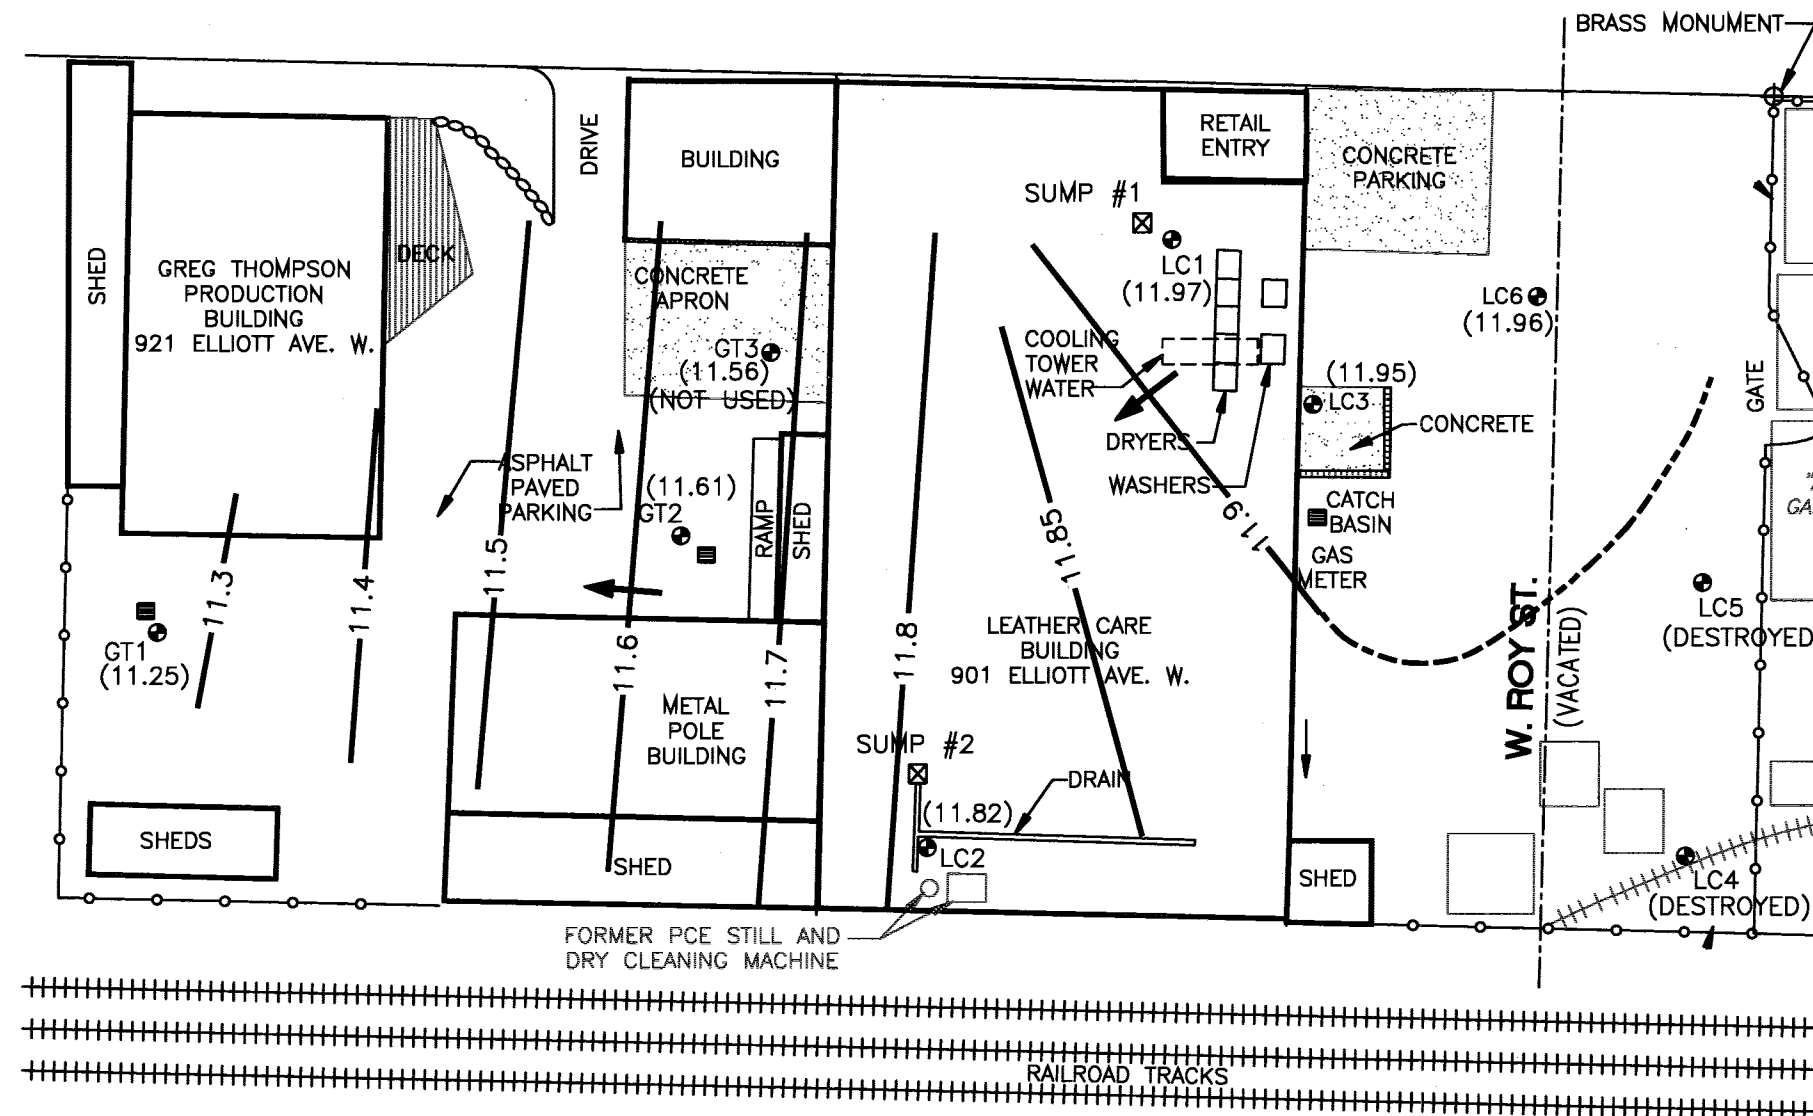 BRASS MONUMENT
SHED
GREG THOMPSON
PRODUCTION
BUILDING
921 ELLIOTT AVE. W.
DECK
DRIVE
BUILDING
CONCRETE
APRON
GT3
(11.56)
(NOT USED)
RETAIL
ENTRY
CONCRETE
PARKING
SUMP #1
LC1
(11.97)
LC6
(11.96)
COOLING
TOWER
WATER
(11.95)
LC3
CONCRETE
GATE
DRYERS
WASHERS
CATCH
BASIN
GAS
METER
ASPHALT
PAVED
PARKING
(11.61)
GT2
RAMP
SHED
11.3
11.4
11.5
11.6
11.7
11.8
11.85
11.9
GT1
(11.25)
LEATHER CARE
BUILDING
901 ELLIOTT AVE. W.
W. ROY ST.
(VACATED)
LC5
(DESTROYED
METAL
POLE
BUILDING
SUMP #2
(11.82)
DRAIN
LC2
SHEDS
SHED
SHED
LC4
(DESTROYED)
FORMER PCE STILL AND
DRY CLEANING MACHINE
RAILROAD TRACKS